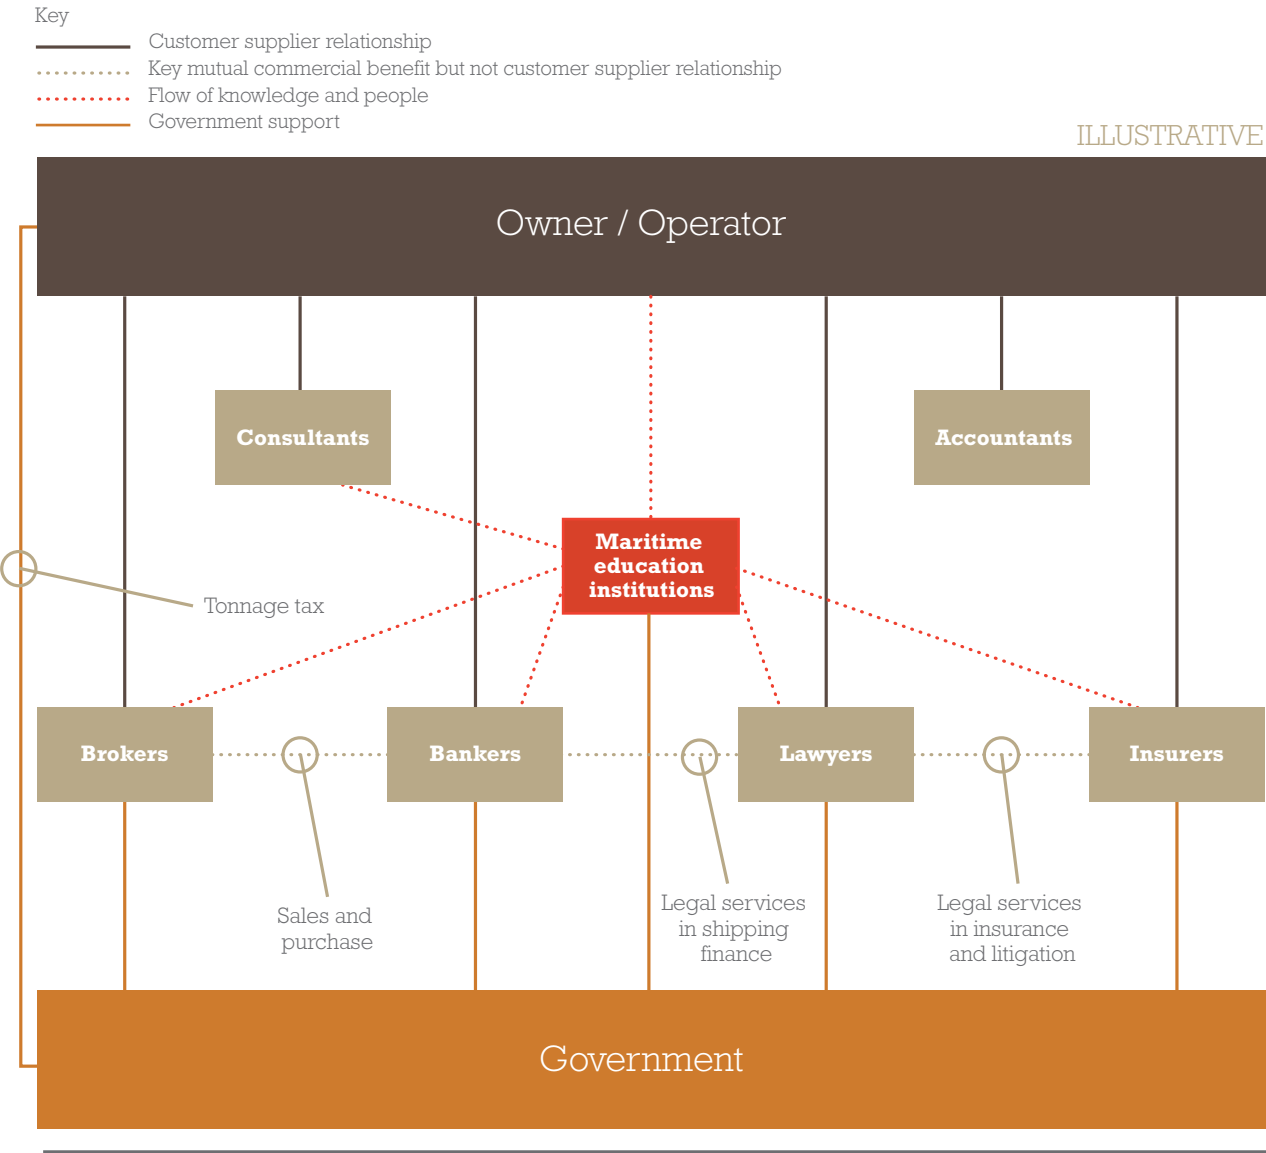 Key
Customer supplier relationship
Key mutual commercial benefit but not customer supplier relationship
Flow of knowledge and people
Government support
ILLUSTRATIVE
Owner / Operator
Consultants
Accountants
Maritime
education
institutions
Tonnage tax
Brokers
Bankers
Lawyers
Insurers
Sales and
purchase
Legal services
in shipping
finance
Legal services
in insurance
and litigation
Government